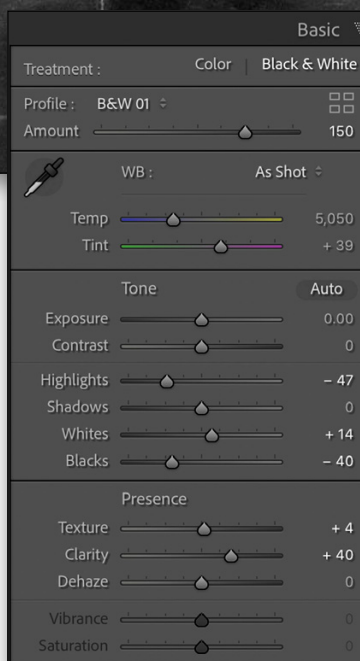 Basic
Treatment : Color | Black & White
Profile : B&W 01
Amount 150
WB : As Shot
Temp 5,050
Tint + 39
Tone Auto
Exposure 0.00
Contrast 0
Highlights − 47
Shadows 0
Whites + 14
Blacks − 40
Presence
Texture + 4
Clarity + 40
Dehaze 0
Vibrance 0
Saturation 0